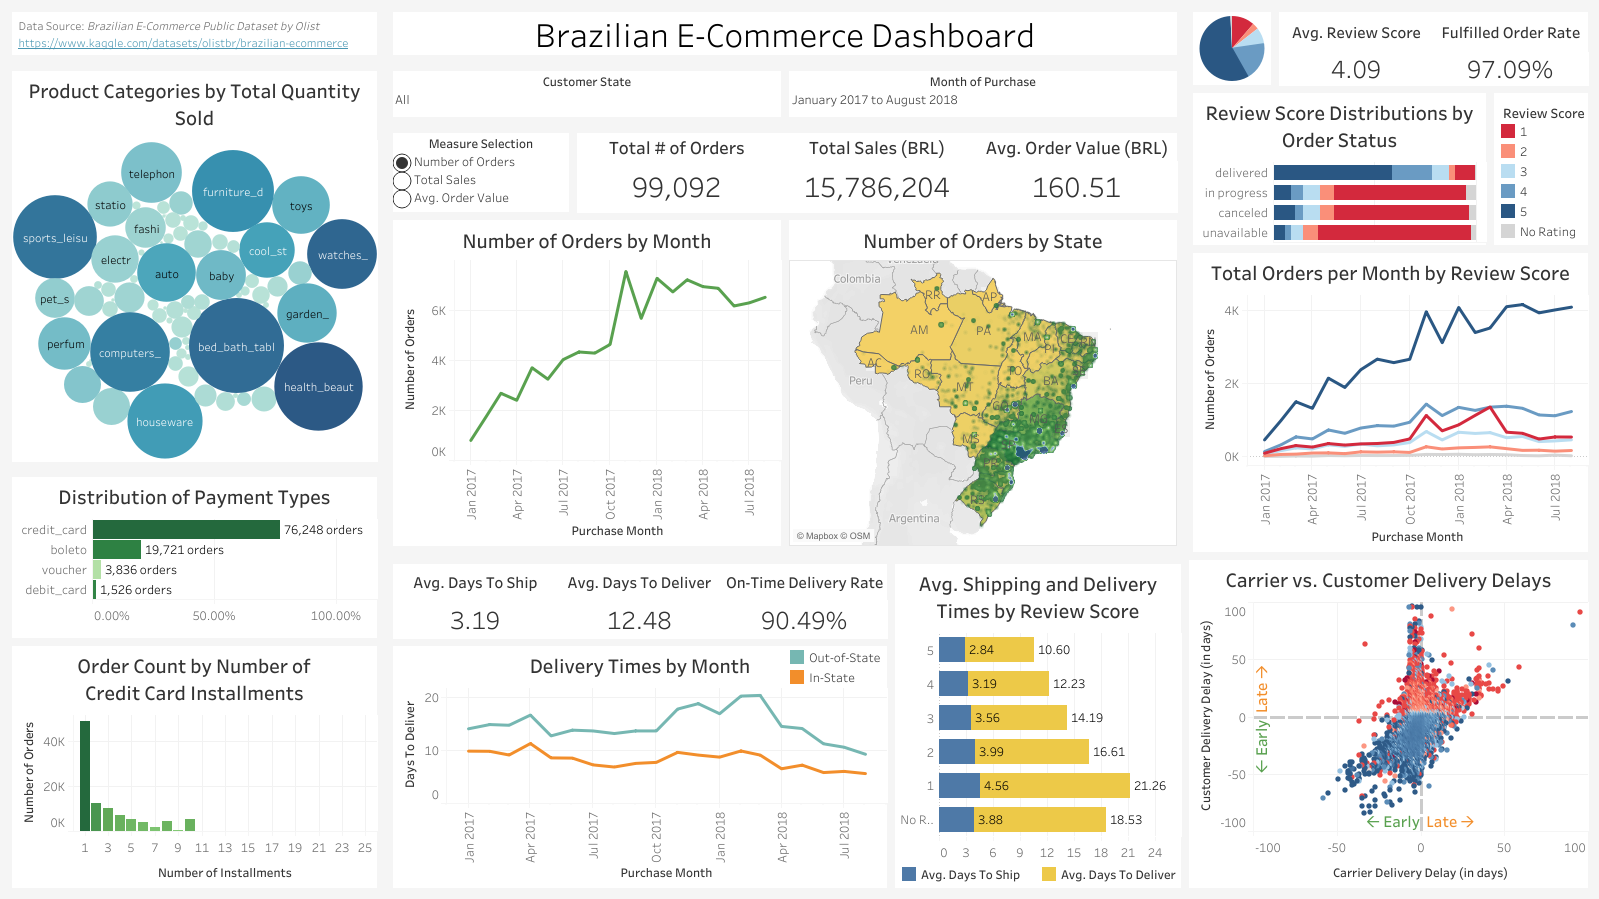 Data Source: Brazilian E-Commerce Public Dataset by Olist
https://www.kaggle.com/datasets/olistbr/brazilian-ecommerce
Brazilian E-Commerce Dashboard
Avg. Review Score
4.09
Fulfilled Order Rate
97.09%
Customer State
All
Month of Purchase
January 2017 to August 2018
Measure Selection
Number of Orders
Total Sales
Avg. Order Value
Total # of Orders
99,092
Total Sales (BRL)
15,786,204
Avg. Order Value (BRL)
160.51
Product Categories by Total Quantity
Sold
telephon
furniture_d
statio
toys
fashi
sports_leisu
electr
cool_st
watches_
auto
baby
pet_s
garden_
perfum
computers_
bed_bath_tabl
health_beaut
houseware
Review Score Distributions by
Order Status
delivered
in progress
canceled
unavailable
Review Score
1
2
3
4
5
No Rating
Number of Orders by Month
Number of Orders
6K
4K
2K
0K
Jan 2017
Apr 2017
Jul 2017
Oct 2017
Jan 2018
Apr 2018
Jul 2018
Purchase Month
Number of Orders by State
Colombia
RR
AP
AM
PA
MA
AC
RO
TO
BA
MT
Peru
MS
Argentina
© Mapbox © OSM
Total Orders per Month by Review Score
Number of Orders
4K
2K
0K
Jan 2017
Apr 2017
Jul 2017
Oct 2017
Jan 2018
Apr 2018
Jul 2018
Purchase Month
Distribution of Payment Types
credit_card 76,248 orders
boleto 19,721 orders
voucher 3,836 orders
debit_card 1,526 orders
0.00% 50.00% 100.00%
Order Count by Number of
Credit Card Installments
Number of Orders
40K
20K
0K
1 3 5 7 9 11 13 15 17 19 21 23 25
Number of Installments
Avg. Days To Ship
3.19
Avg. Days To Deliver
12.48
On-Time Delivery Rate
90.49%
Delivery Times by Month
Out-of-State
In-State
Days To Deliver
20
10
0
Jan 2017
Apr 2017
Jul 2017
Oct 2017
Jan 2018
Apr 2018
Jul 2018
Purchase Month
Avg. Shipping and Delivery
Times by Review Score
5 2.84 10.60
4 3.19 12.23
3 3.56 14.19
2 3.99 16.61
1 4.56 21.26
No R.. 3.88 18.53
0 3 6 9 12 15 18 21 24
Avg. Days To Ship
Avg. Days To Deliver
Carrier vs. Customer Delivery Delays
Customer Delivery Delay (in days)
← Early Late →
100
50
0
-50
-100
← Early Late →
-100 -50 0 50 100
Carrier Delivery Delay (in days)